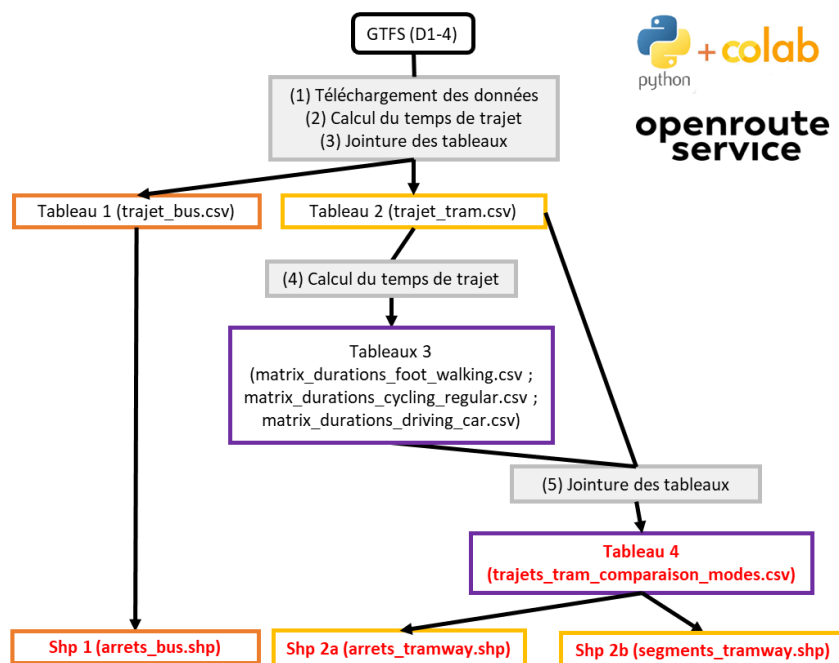 GTFS (D1-4)
python
+ colab
openroute
service
(1) Téléchargement des données
(2) Calcul du temps de trajet
(3) Jointure des tableaux
Tableau 1 (trajet_bus.csv)
Tableau 2 (trajet_tram.csv)
(4) Calcul du temps de trajet
Tableaux 3
(matrix_durations_foot_walking.csv ;
matrix_durations_cycling_regular.csv ;
matrix_durations_driving_car.csv)
(5) Jointure des tableaux
Tableau 4
(trajets_tram_comparaison_modes.csv)
Shp 1 (arrets_bus.shp)
Shp 2a (arrets_tramway.shp)
Shp 2b (segments_tramway.shp)